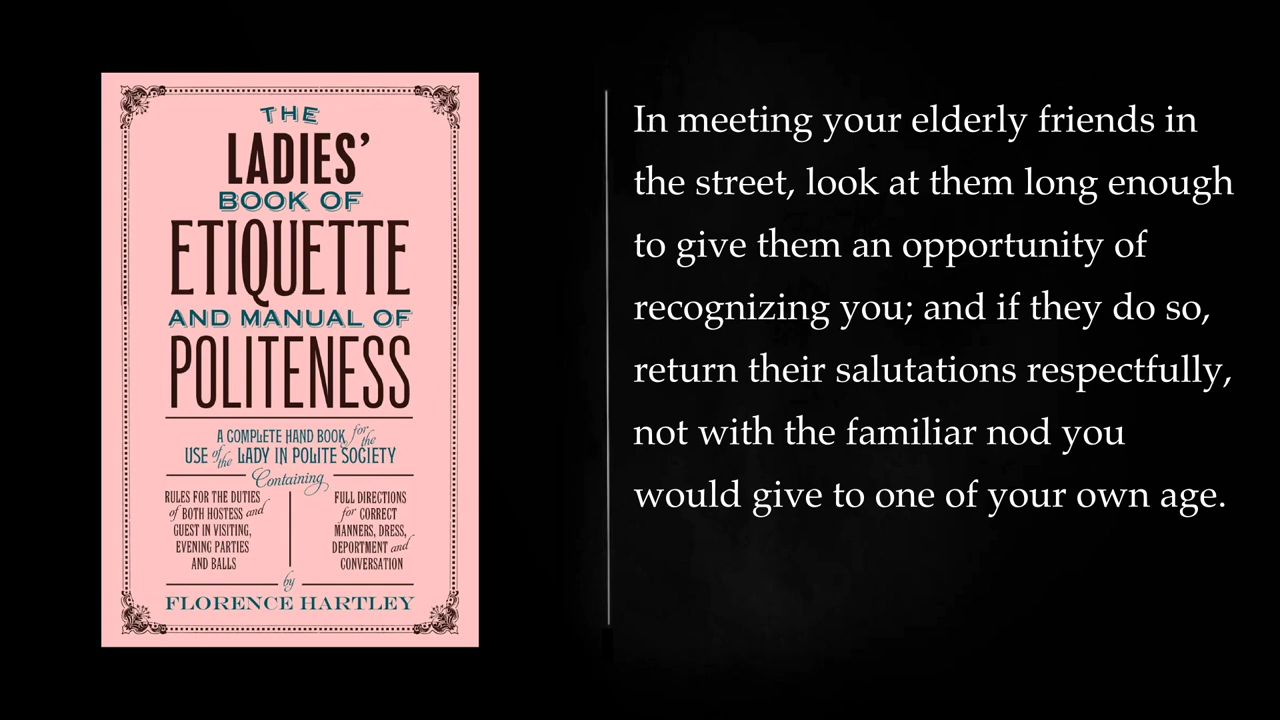 THE
LADIES'
BOOK OF
ETIQUETTE
AND MANUAL OF
POLITENESS
A COMPLETE HAND BOOK for the
USE of the LADY IN POLITE SOCIETY
Containing
RULES FOR THE DUTIES
of BOTH HOSTESS and
GUEST IN VISITING,
EVENING PARTIES
AND BALLS
FULL DIRECTIONS
for CORRECT
MANNERS, DRESS,
DEPORTMENT and
CONVERSATION
by
FLORENCE HARTLEY
In meeting your elderly friends in
the street, look at them long enough
to give them an opportunity of
recognizing you; and if they do so,
return their salutations respectfully,
not with the familiar nod you
would give to one of your own age.